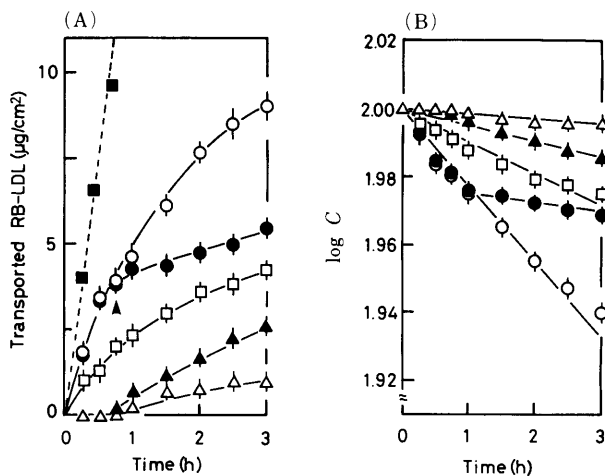 (A)
Transported RB-LDL (µg/cm²)
10
5
0
0 1 2 3
Time (h)
(B)
log C
2.02
2.00
1.98
1.96
1.94
1.92
0 1 2 3
Time (h)